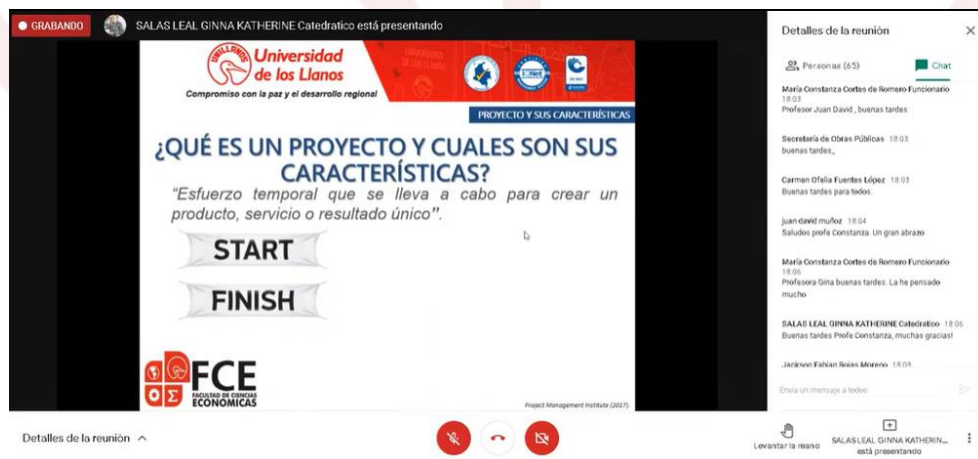 GRABANDO
SALAS LEAL GINNA KATHERINE Catedratico está presentando
Universidad
de los Llanos
Compromiso con la paz y el desarrollo regional
PROYECTO Y SUS CARACTERÍSTICAS
¿QUÉ ES UN PROYECTO Y CUALES SON SUS
CARACTERÍSTICAS?
"Esfuerzo temporal que se lleva a cabo para crear un
producto, servicio o resultado único".
START
FINISH
FCE
FACULTAD DE CIENCIAS
ECONÓMICAS
Project Management Institute (2017).
Detalles de la reunión
Personas (65)
Chat
María Constanza Cortes de Romero Funcionario
18:03
Profesor Juan David, buenas tardes
Secretaría de Obras Públicas 18:03
buenas tardes,,
Carmen Ofelia Fuentes López 18:03
Buenas tardes para todos.
juan david muñoz 18:04
Saludos profe Constanza. Un gran abrazo
María Constanza Cortes de Romero Funcionario
18:06
Profesora Gina buenas tardes. La he pensado
mucho
SALAS LEAL GINNA KATHERINE Catedratico 18:06
Buenas tardes Profe Constanza, muchas gracias!
Jackson Fabian Rojas Moreno 18:09
Envía un mensaje a todos
Detalles de la reunión
Levantar la mano
SALAS LEAL GINNA KATHERIN...
está presentando